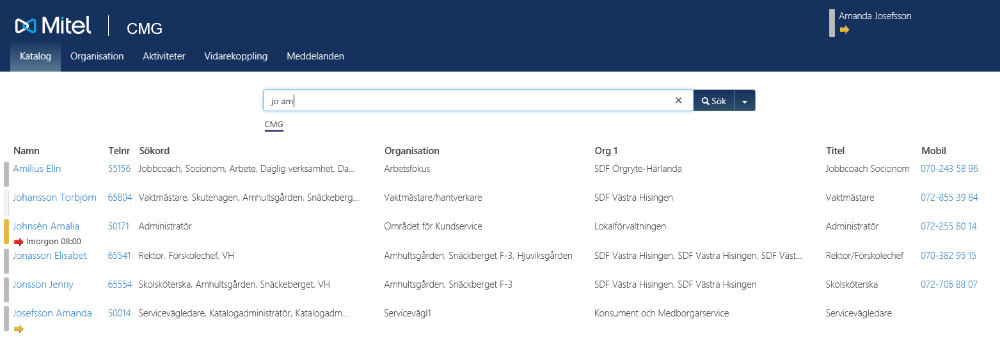 Mitel CMG
Amanda Josefsson
Katalog Organisation Aktiviteter Vidarekoppling Meddelanden
jo am Sök
CMG
Namn Telnr Sökord Organisation Org 1 Titel Mobil
Amilius Elin 55156 Jobbcoach, Socionom, Arbete, Daglig verksamhet, Da... Arbetsfokus SDF Örgryte-Härlanda Jobbcoach Socionom 070-243 58 96
Johansson Torbjörn 65804 Vaktmästare, Skutehagen, Amhultsgården, Snäckeberg... Vaktmästare/hantverkare SDF Västra Hisingen Vaktmästare 072-855 39 84
Johnsén Amalia 50171 Administratör Området för Kundservice Lokalförvaltningen Administratör 072-255 80 14
Imorgon 08:00
Jonasson Elisabet 65541 Rektor, Förskolechef, VH Amhultsgården, Snäckberget F-3, Hjuviksgården SDF Västra Hisingen, SDF Västra Hisingen, SDF Väst... Rektor/Förskolechef 070-382 95 15
Jonsson Jenny 65554 Skolsköterska, Amhultsgården, Snäckeberget, VH Amhultsgården, Snäckberget F-3 SDF Västra Hisingen, SDF Västra Hisingen Skolsköterska 072-706 88 07
Josefsson Amanda 50014 Servicevägledare, Katalogadministratör, Katalogadm... Servicevägl1 Konsument och Medborgarservice Servicevägledare